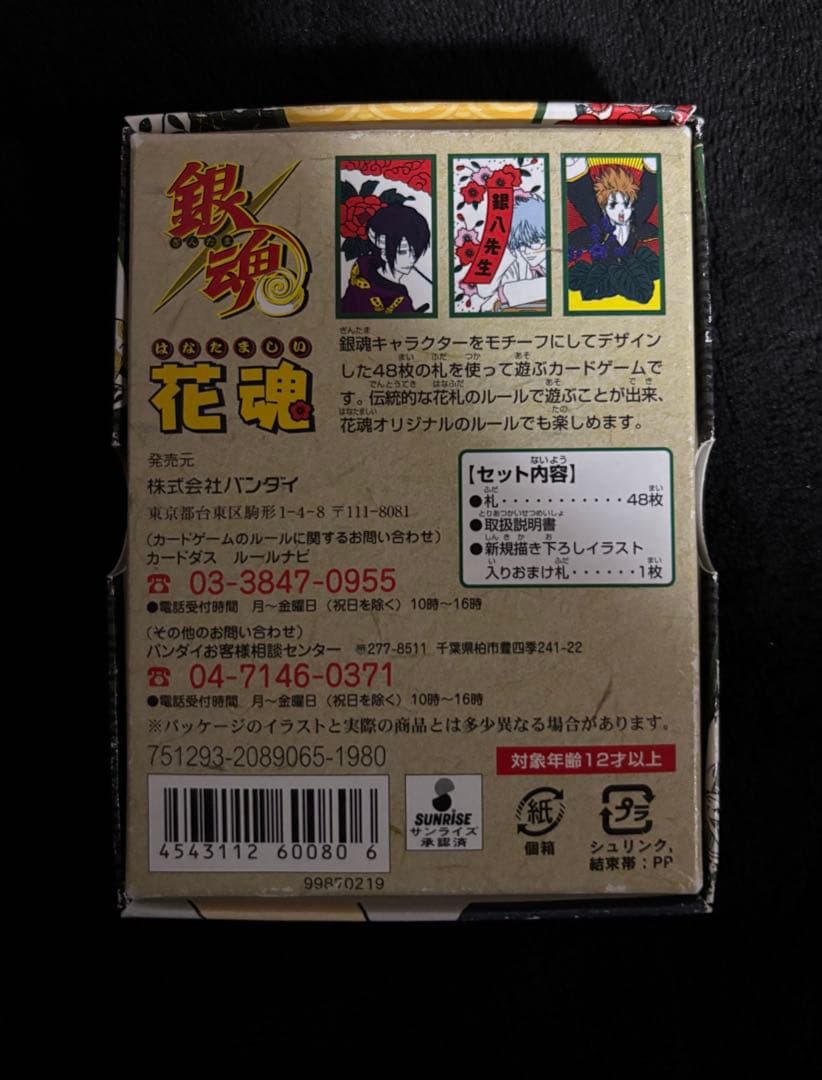 銀魂
ぎんたま
はなたましい
花魂
銀八先生
銀魂キャラクターをモチーフにしてデザイン
した48枚の札を使って遊ぶカードゲームで
す。伝統的な花札のルールで遊ぶことが出来、
花魂オリジナルのルールでも楽しめます。
発売元
株式会社バンダイ
東京都台東区駒形1-4-8 〒111-8081
(カードゲームのルールに関するお問い合わせ)
カードダス ルールナビ
☎ 03-3847-0955
●電話受付時間 月〜金曜日(祝日を除く)10時〜16時
(その他のお問い合わせ)
バンダイお客様相談センター 〠277-8511 千葉県柏市豊四季241-22
☎ 04-7146-0371
●電話受付時間 月〜金曜日(祝日を除く)10時〜16時
【セット内容】
●札・・・・・・・・・・・48枚
●取扱説明書
●新規描き下ろしイラスト
入りおまけ札・・・・・・1枚
※パッケージのイラストと実際の商品とは多少異なる場合があります。
751293-2089065-1980
対象年齢12才以上
4543112 60080 6
SUNRISE
サンライズ
承認済
紙
個箱
プラ
シュリンク,
結束帯:PP